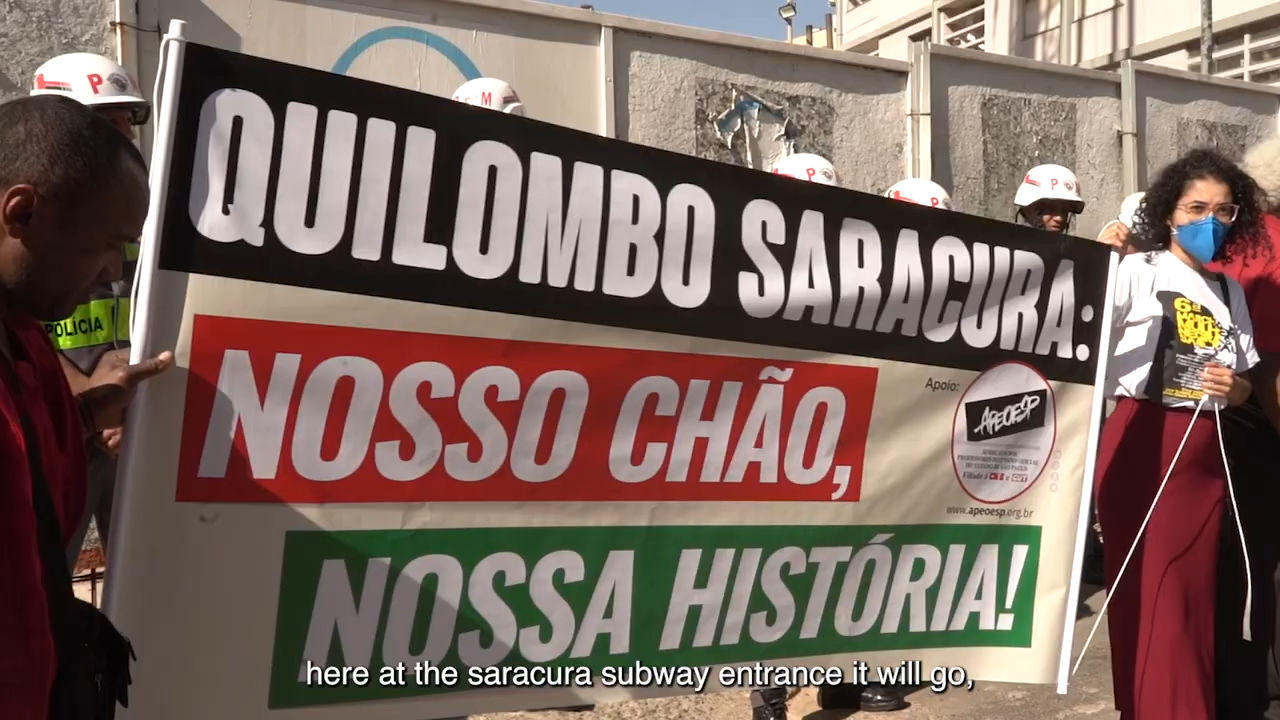 QUILOMBO SARACURA:
NOSSO CHÃO,
NOSSA HISTÓRIA!
Apoio:
APEOESP
www.apeoesp.org.br
POLÍCIA
P
M
P
P
P
6ª
here at the saracura subway entrance it will go,